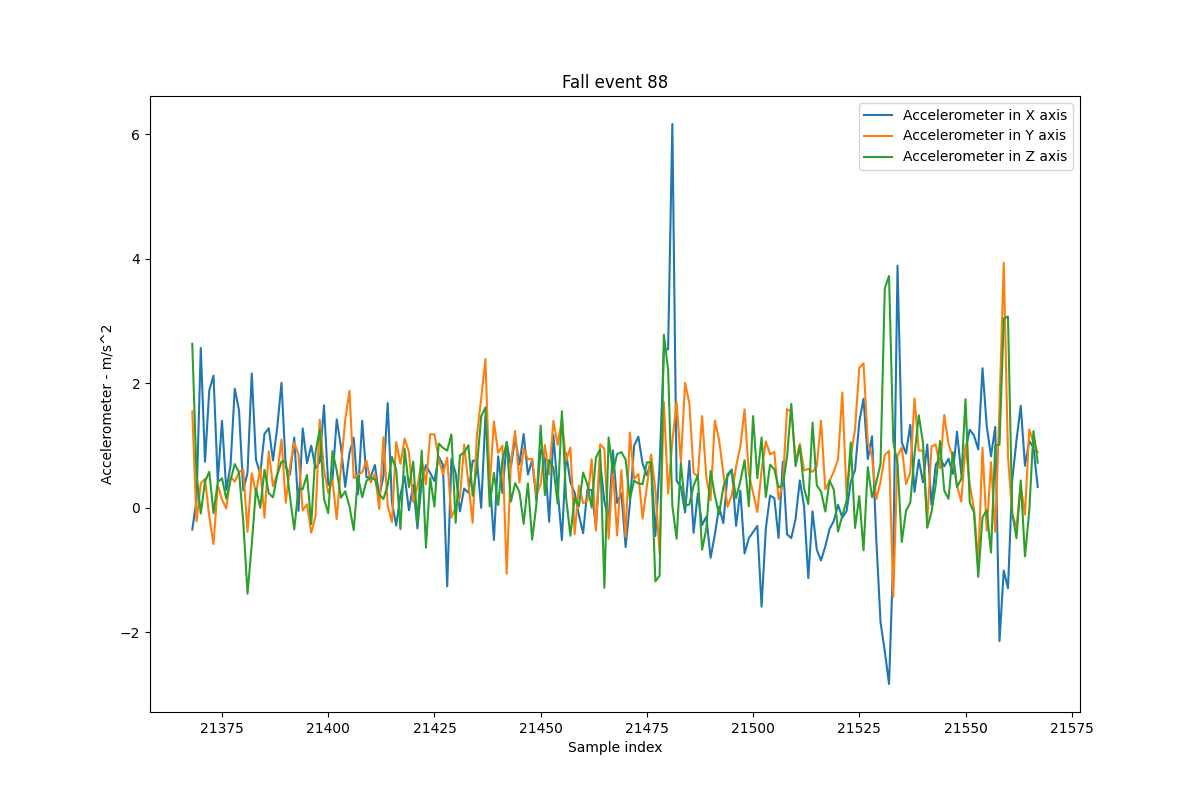 Fall event 88
Accelerometer in X axis
Accelerometer in Y axis
Accelerometer in Z axis
Accelerometer - m/s^2
6
4
2
0
−2
21375 21400 21425 21450 21475 21500 21525 21550 21575
Sample index